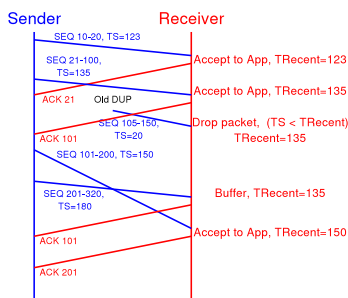 Sender
Receiver
SEQ 10-20, TS=123
Accept to App, TRecent=123
SEQ 21-100,
TS=135
ACK 21
Accept to App, TRecent=135
Old DUP
SEQ 105-150,
TS=20
Drop packet, (TS < TRecent)
TRecent=135
ACK 101
SEQ 101-200, TS=150
SEQ 201-320,
TS=180
Buffer, TRecent=135
Accept to App, TRecent=150
ACK 101
ACK 201